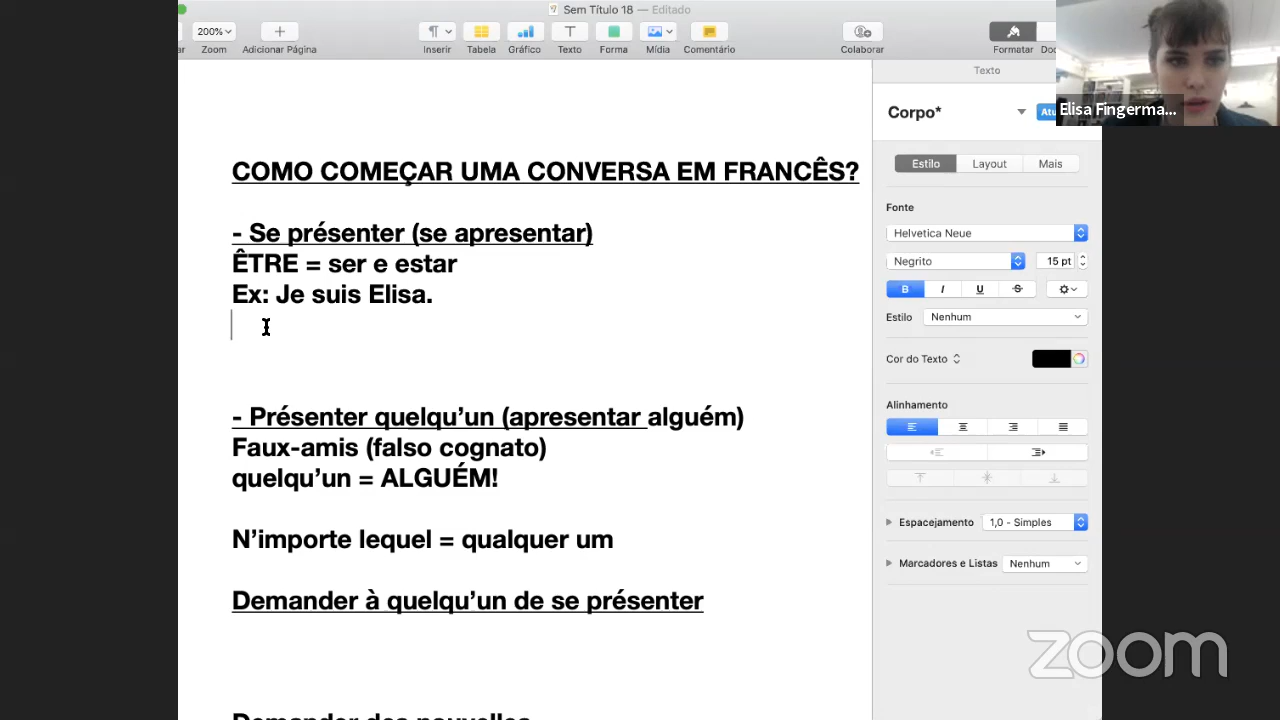 Sem Título 18 — Editado
200%
Zoom
Adicionar Página
Inserir
Tabela
Gráfico
Texto
Forma
Mídia
Comentário
Colaborar
Formatar
Texto
Corpo*
Elisa Fingerma...
Estilo
Layout
Mais
Fonte
Helvetica Neue
Negrito
15 pt
B I U S
Estilo
Nenhum
Cor do Texto
Alinhamento
Espacejamento
1,0 - Simples
Marcadores e Listas
Nenhum
COMO COMEÇAR UMA CONVERSA EM FRANCÊS?
- Se présenter (se apresentar)
ÊTRE = ser e estar
Ex: Je suis Elisa.
- Présenter quelqu’un (apresentar alguém)
Faux-amis (falso cognato)
quelqu’un = ALGUÉM!
N’importe lequel = qualquer um
Demander à quelqu’un de se présenter
Demander des nouvelles
zoom